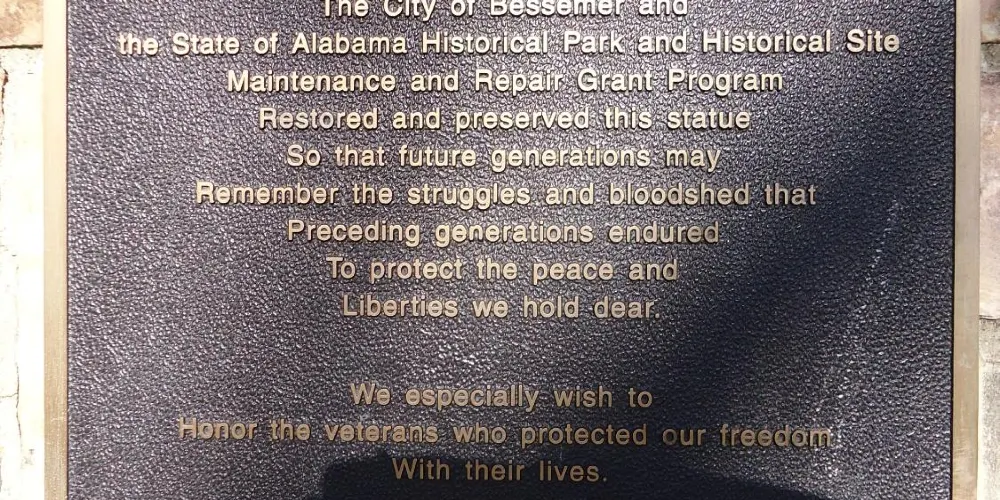 The City of Bessemer and
the State of Alabama Historical Park and Historical Site
Maintenance and Repair Grant Program
Restored and preserved this statue
So that future generations may
Remember the struggles and bloodshed that
Preceding generations endured
To protect the peace and
Liberties we hold dear.
We especially wish to
Honor the veterans who protected our freedom
With their lives.